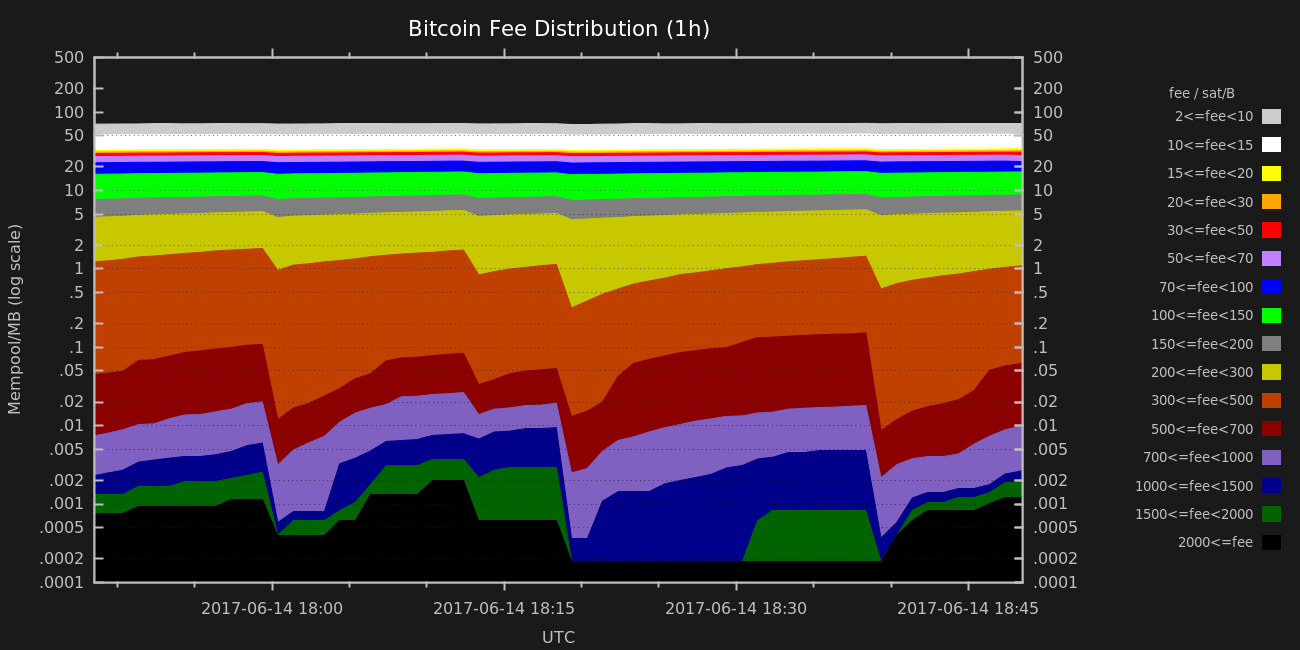 Bitcoin Fee Distribution (1h)
500
200
100
50
20
10
5
2
1
.5
.2
.1
.05
.02
.01
.005
.002
.001
.0005
.0002
.0001
Mempool/MB (log scale)
500
200
100
50
20
10
5
2
1
.5
.2
.1
.05
.02
.01
.005
.002
.001
.0005
.0002
.0001
fee / sat/B
2<=fee<10
10<=fee<15
15<=fee<20
20<=fee<30
30<=fee<50
50<=fee<70
70<=fee<100
100<=fee<150
150<=fee<200
200<=fee<300
300<=fee<500
500<=fee<700
700<=fee<1000
1000<=fee<1500
1500<=fee<2000
2000<=fee
2017-06-14 18:00 2017-06-14 18:15 2017-06-14 18:30 2017-06-14 18:45
UTC